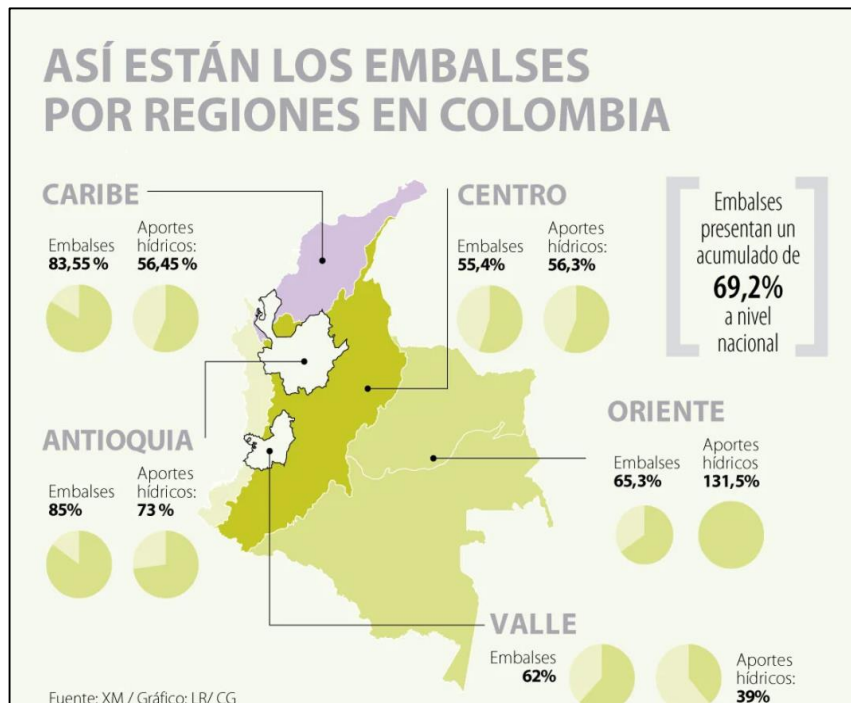 ASÍ ESTÁN LOS EMBALSES
POR REGIONES EN COLOMBIA
CARIBE
Embalses
83,55 %
Aportes
hídricos:
56,45 %
CENTRO
Embalses
55,4%
Aportes
hídricos:
56,3%
Embalses
presentan un
acumulado de
69,2%
a nivel
nacional
ANTIOQUIA
Embalses
85%
Aportes
hídricos:
73 %
ORIENTE
Embalses
65,3%
Aportes
hídricos
131,5%
VALLE
Embalses
62%
Aportes
hídricos:
39%
Fuente: XM / Gráfico: LR/ CG